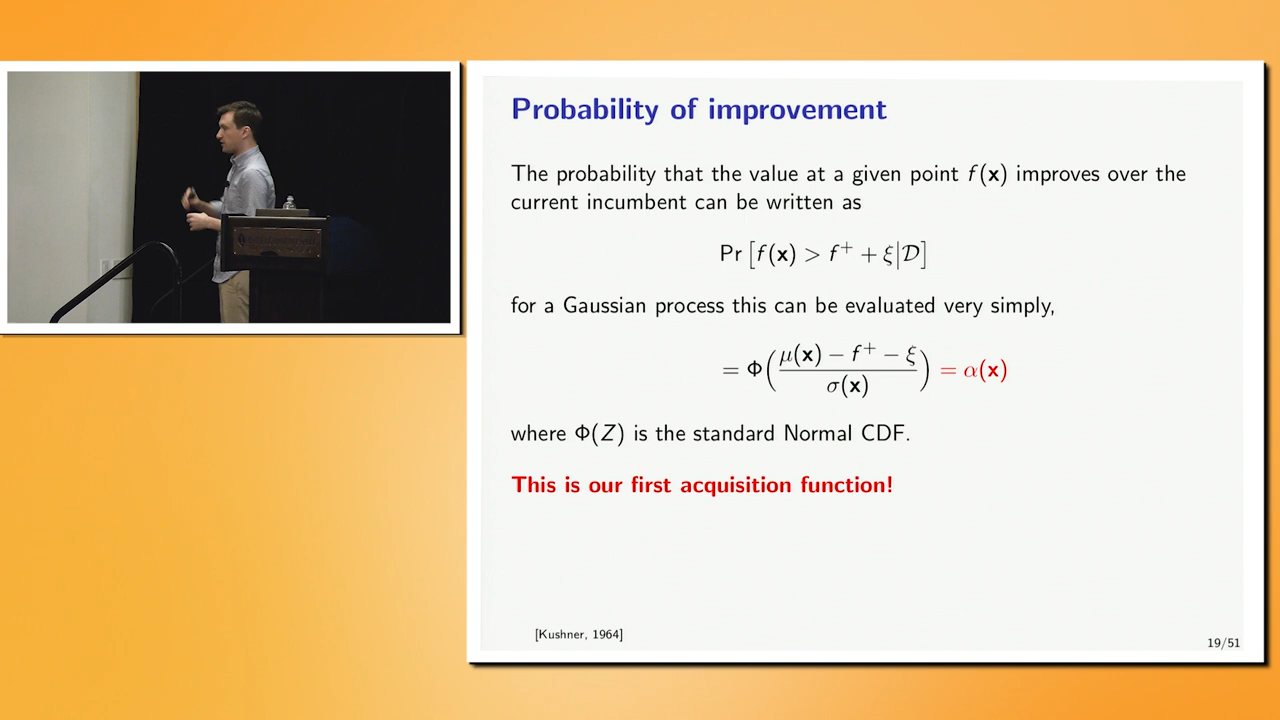 Probability of improvement
The probability that the value at a given point f(x) improves over the
current incumbent can be written as
Pr [f(x) > f⁺ + ξ|𝒟]
for a Gaussian process this can be evaluated very simply,
= Φ(μ(x) − f⁺ − ξ / σ(x)) = α(x)
where Φ(Z) is the standard Normal CDF.
This is our first acquisition function!
[Kushner, 1964]
19/51